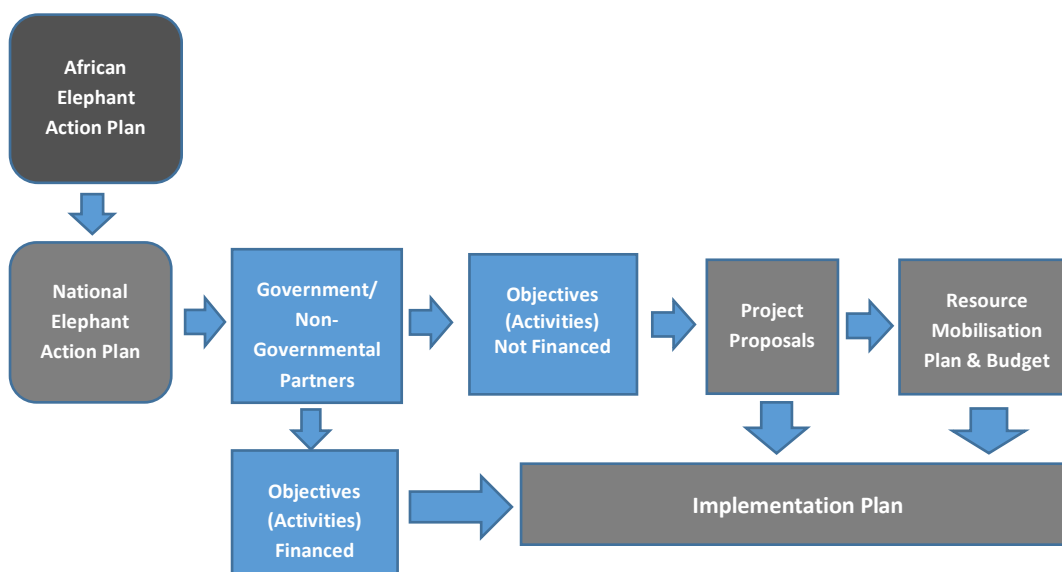 African
Elephant
Action Plan
National
Elephant
Action Plan
Government/
Non-
Governmental
Partners
Objectives
(Activities)
Not Financed
Project
Proposals
Resource
Mobilisation
Plan & Budget
Objectives
(Activities)
Financed
Implementation Plan